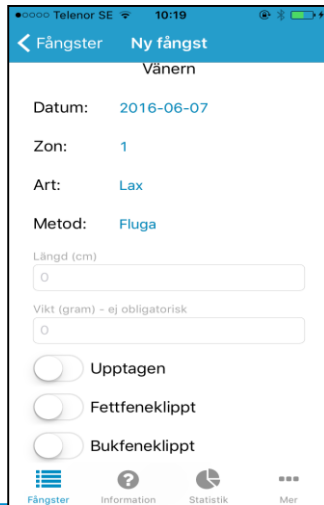 Telenor SE 10:19
Fångster Ny fångst
Vänern
Datum: 2016-06-07
Zon: 1
Art: Lax
Metod: Fluga
Längd (cm)
0
Vikt (gram) – ej obligatorisk
0
Upptagen
Fettfeneklippt
Bukfeneklippt
Fångster Information Statistik Mer